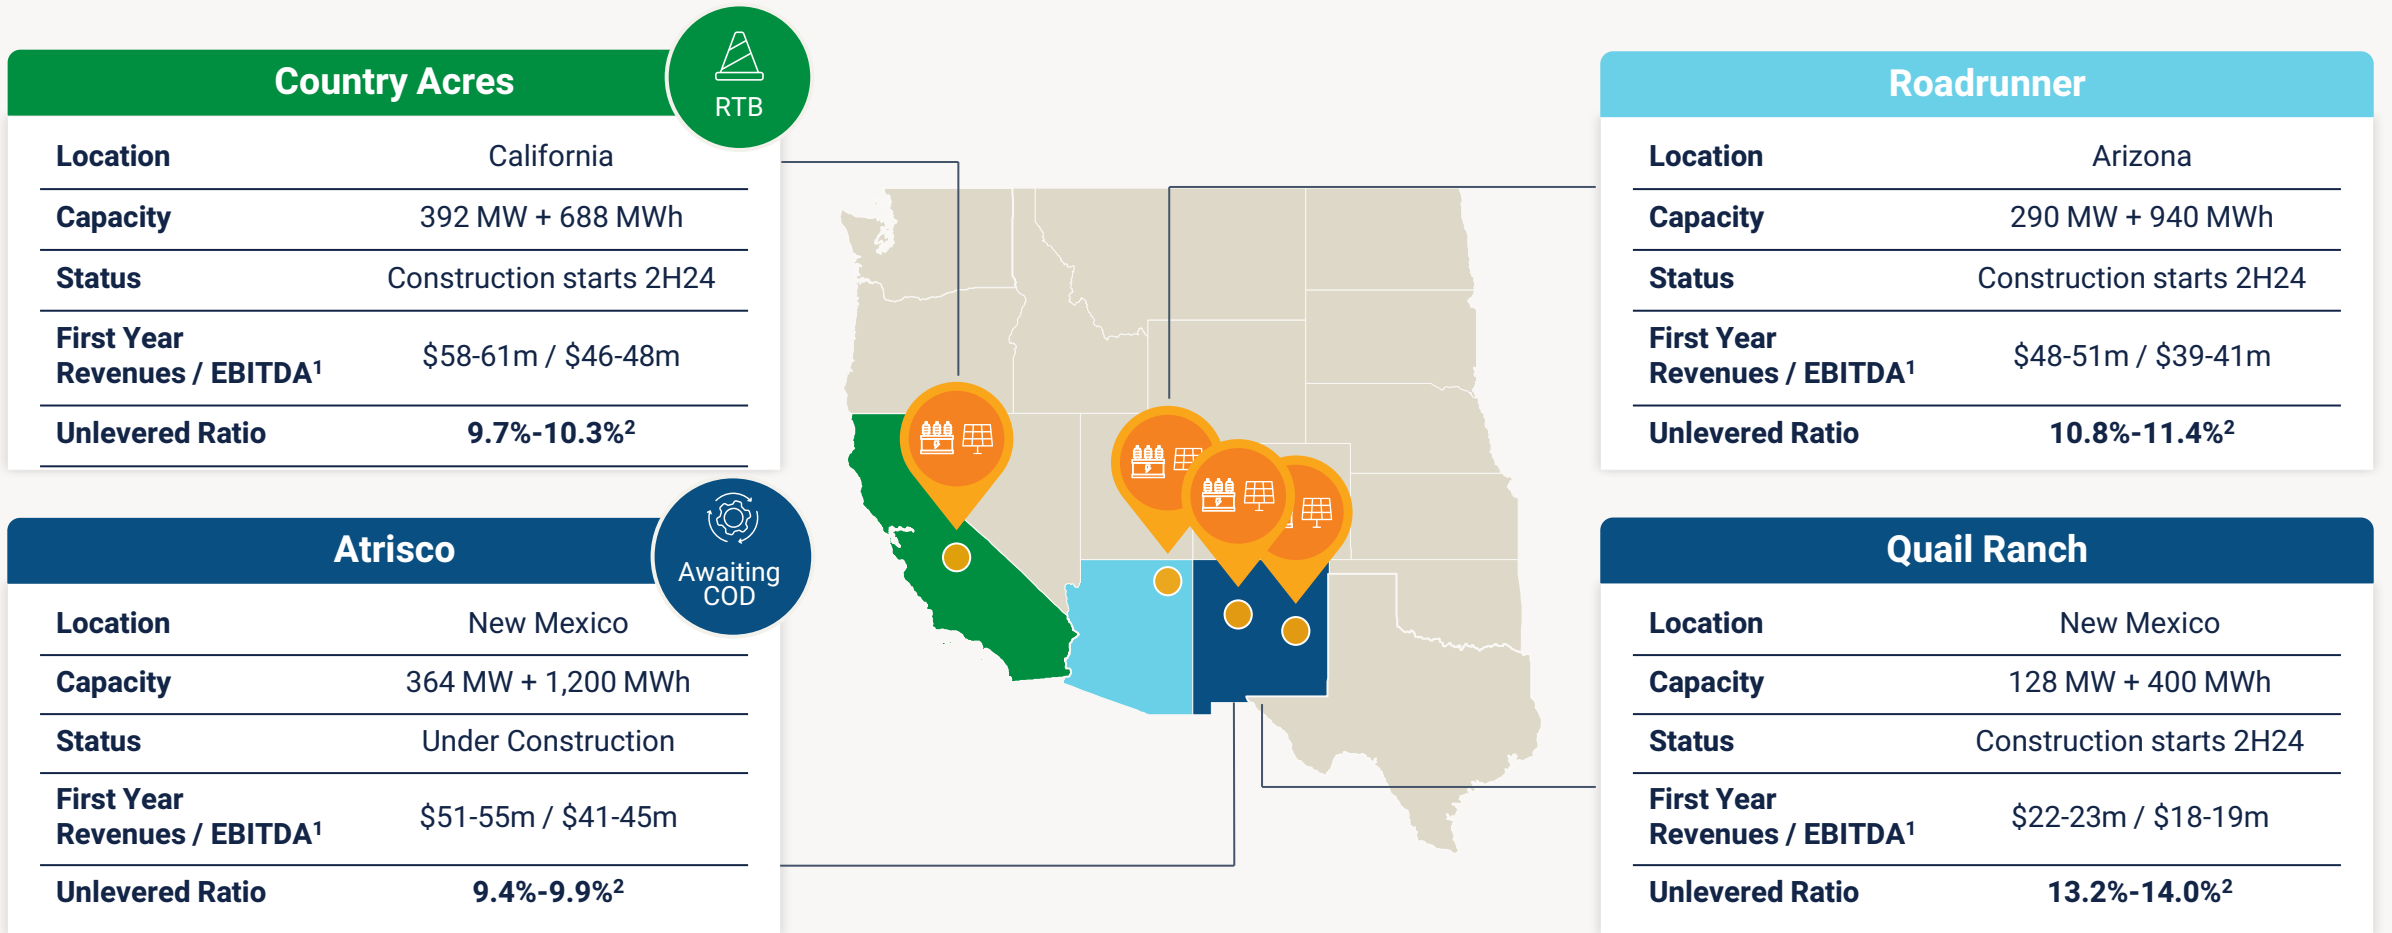 Country Acres
RTB
Location California
Capacity 392 MW + 688 MWh
Status Construction starts 2H24
First Year
Revenues / EBITDA¹ $58-61m / $46-48m
Unlevered Ratio 9.7%-10.3%²
Roadrunner
Location Arizona
Capacity 290 MW + 940 MWh
Status Construction starts 2H24
First Year
Revenues / EBITDA¹ $48-51m / $39-41m
Unlevered Ratio 10.8%-11.4%²
Atrisco
Awaiting
COD
Location New Mexico
Capacity 364 MW + 1,200 MWh
Status Under Construction
First Year
Revenues / EBITDA¹ $51-55m / $41-45m
Unlevered Ratio 9.4%-9.9%²
Quail Ranch
Location New Mexico
Capacity 128 MW + 400 MWh
Status Construction starts 2H24
First Year
Revenues / EBITDA¹ $22-23m / $18-19m
Unlevered Ratio 13.2%-14.0%²